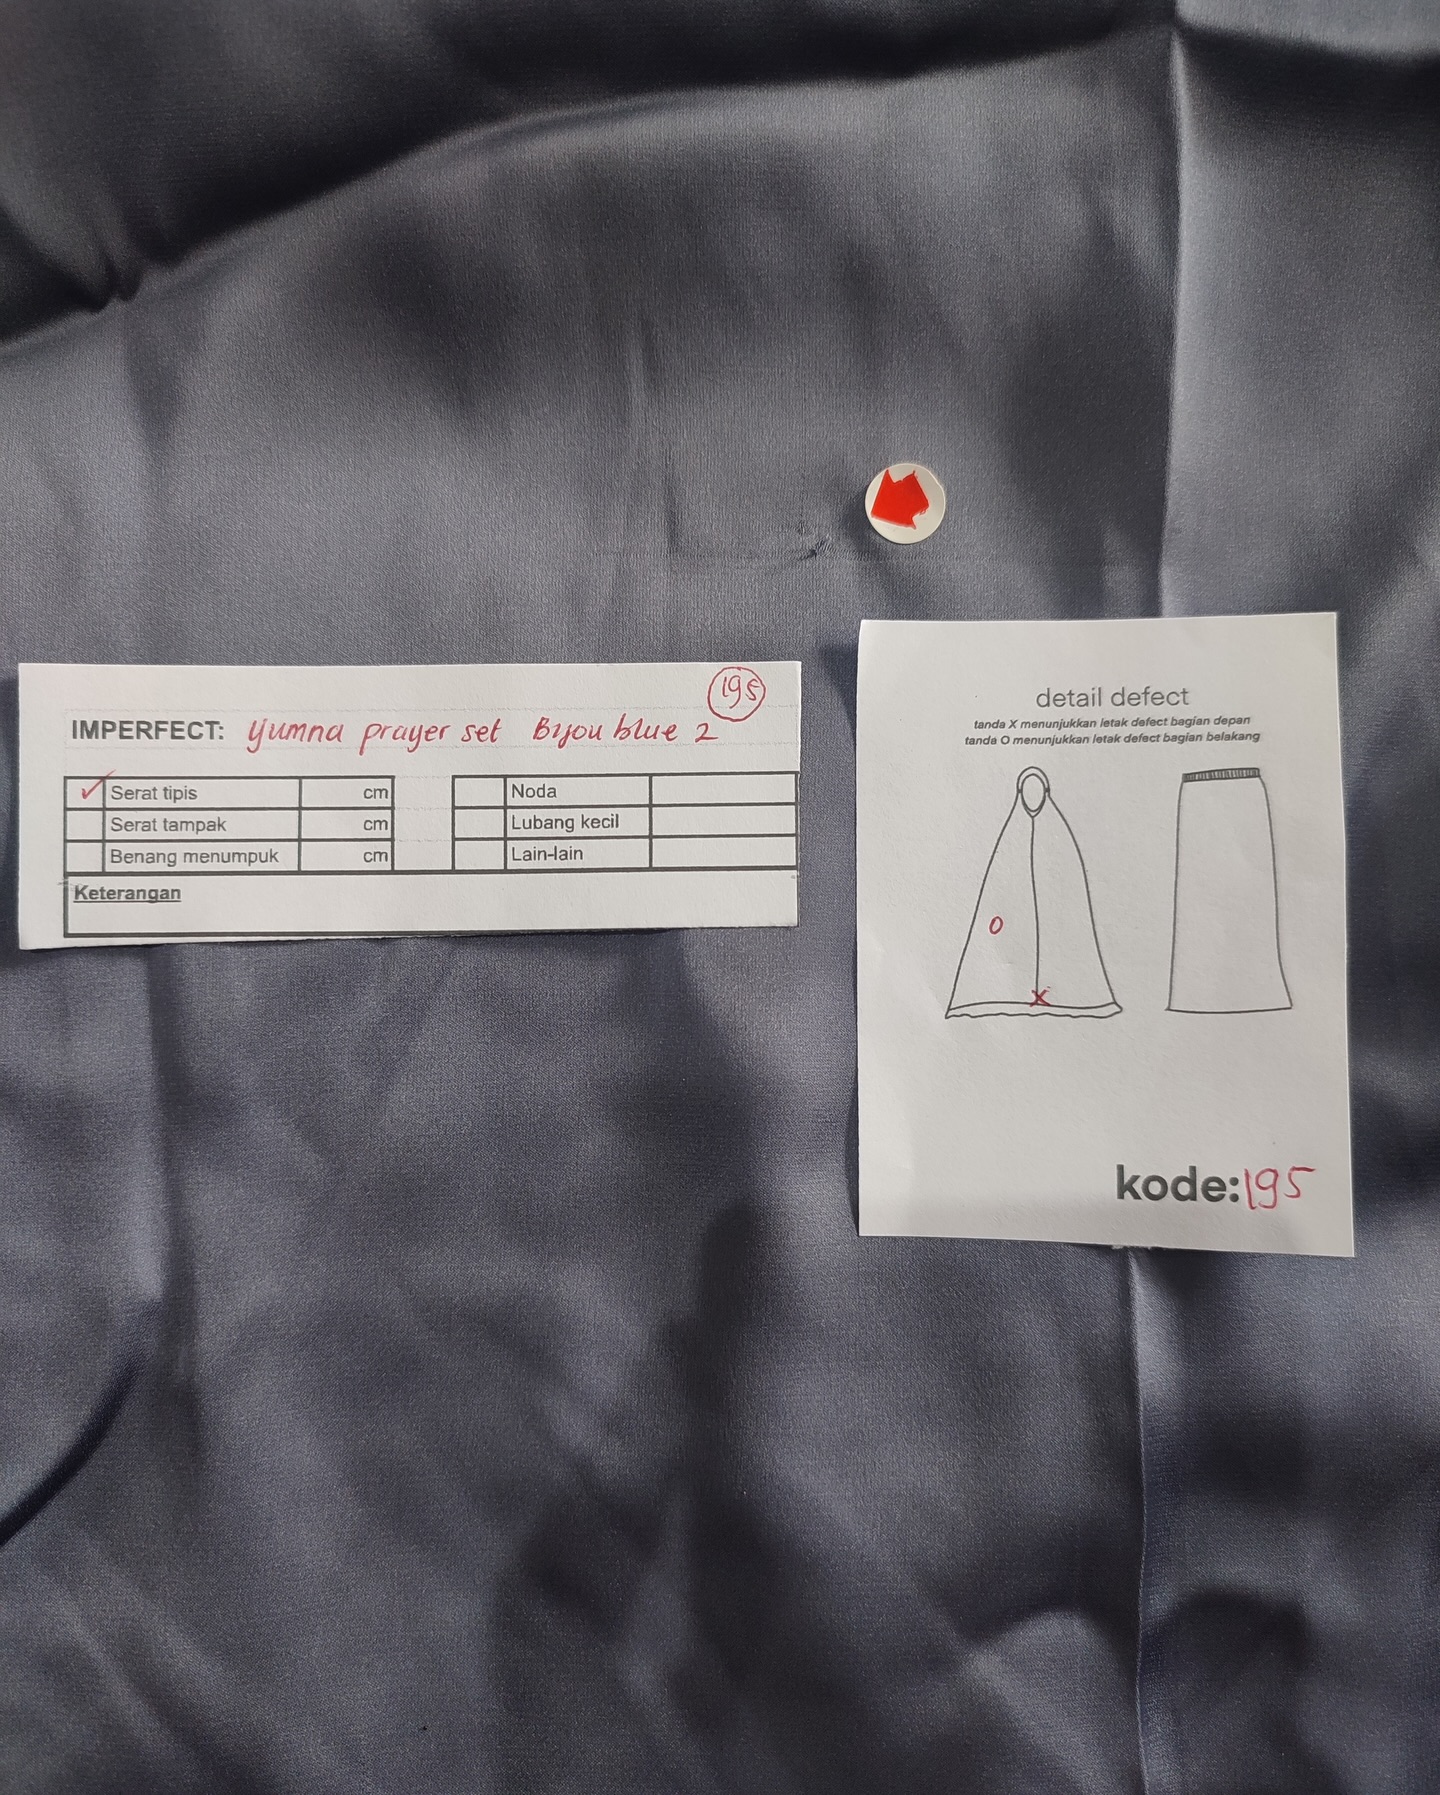 195
IMPERFECT: Yumna prayer set Bijou blue 2
✓ Serat tipis cm
Serat tampak cm
Benang menumpuk cm
Noda
Lubang kecil
Lain-lain
Keterangan
detail defect
tanda X menunjukkan letak defect bagian depan
tanda O menunjukkan letak defect bagian belakang
O
X
kode:195